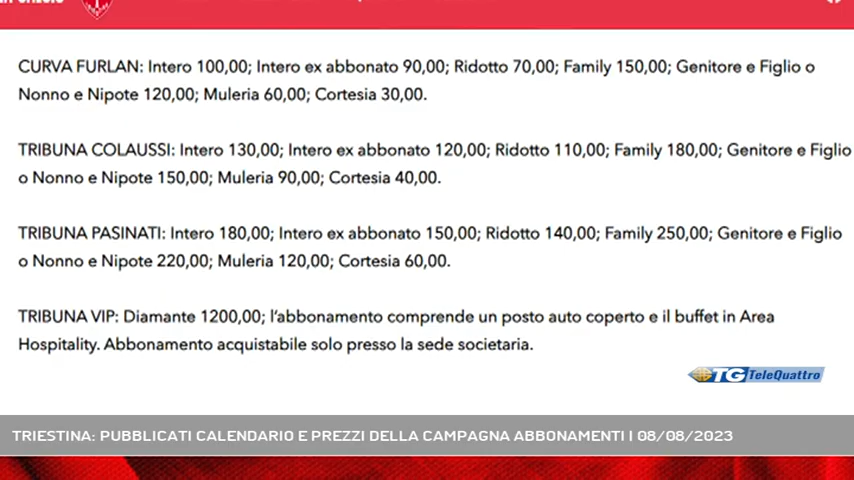 CURVA FURLAN: Intero 100,00; Intero ex abbonato 90,00; Ridotto 70,00; Family 150,00; Genitore e Figlio o
Nonno e Nipote 120,00; Muleria 60,00; Cortesia 30,00.
TRIBUNA COLAUSSI: Intero 130,00; Intero ex abbonato 120,00; Ridotto 110,00; Family 180,00; Genitore e Figlio
o Nonno e Nipote 150,00; Muleria 90,00; Cortesia 40,00.
TRIBUNA PASINATI: Intero 180,00; Intero ex abbonato 150,00; Ridotto 140,00; Family 250,00; Genitore e Figlio
o Nonno e Nipote 220,00; Muleria 120,00; Cortesia 60,00.
TRIBUNA VIP: Diamante 1200,00; l'abbonamento comprende un posto auto coperto e il buffet in Area
Hospitality. Abbonamento acquistabile solo presso la sede societaria.
TG TeleQuattro
TRIESTINA: PUBBLICATI CALENDARIO E PREZZI DELLA CAMPAGNA ABBONAMENTI | 08/08/2023